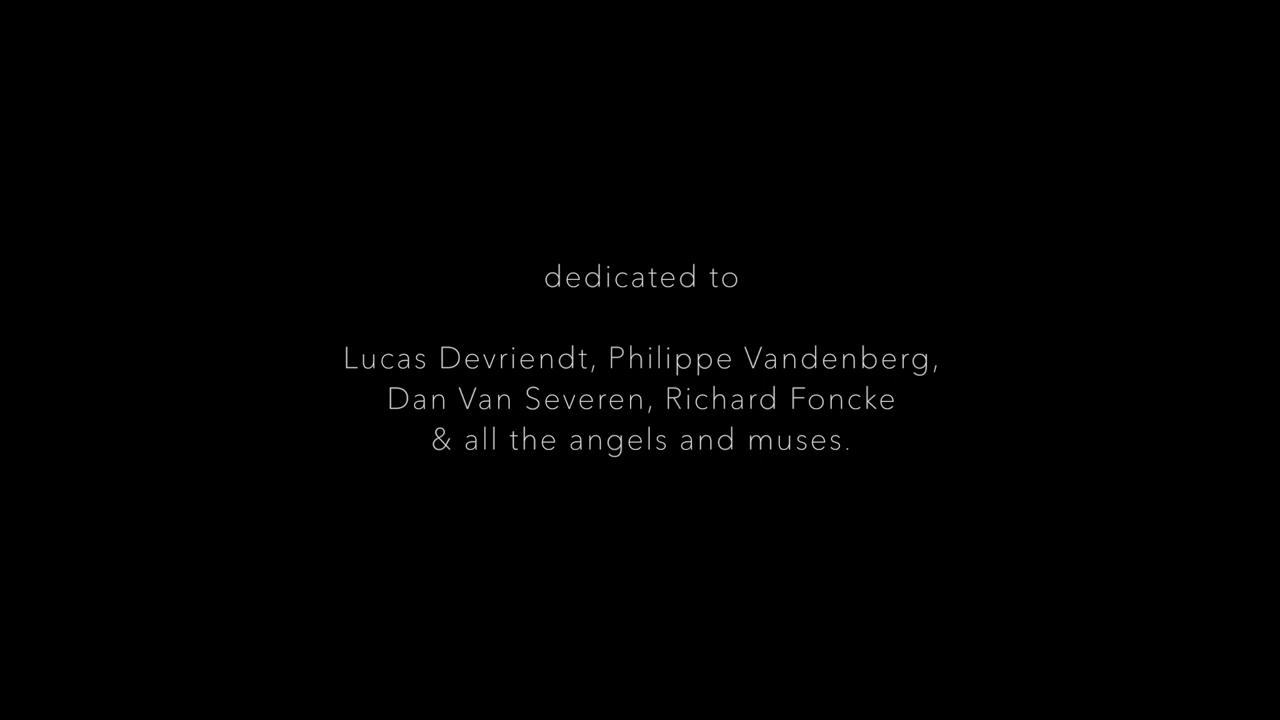 dedicated to
Lucas Devriendt, Philippe Vandenberg,
Dan Van Severen, Richard Foncke
& all the angels and muses.